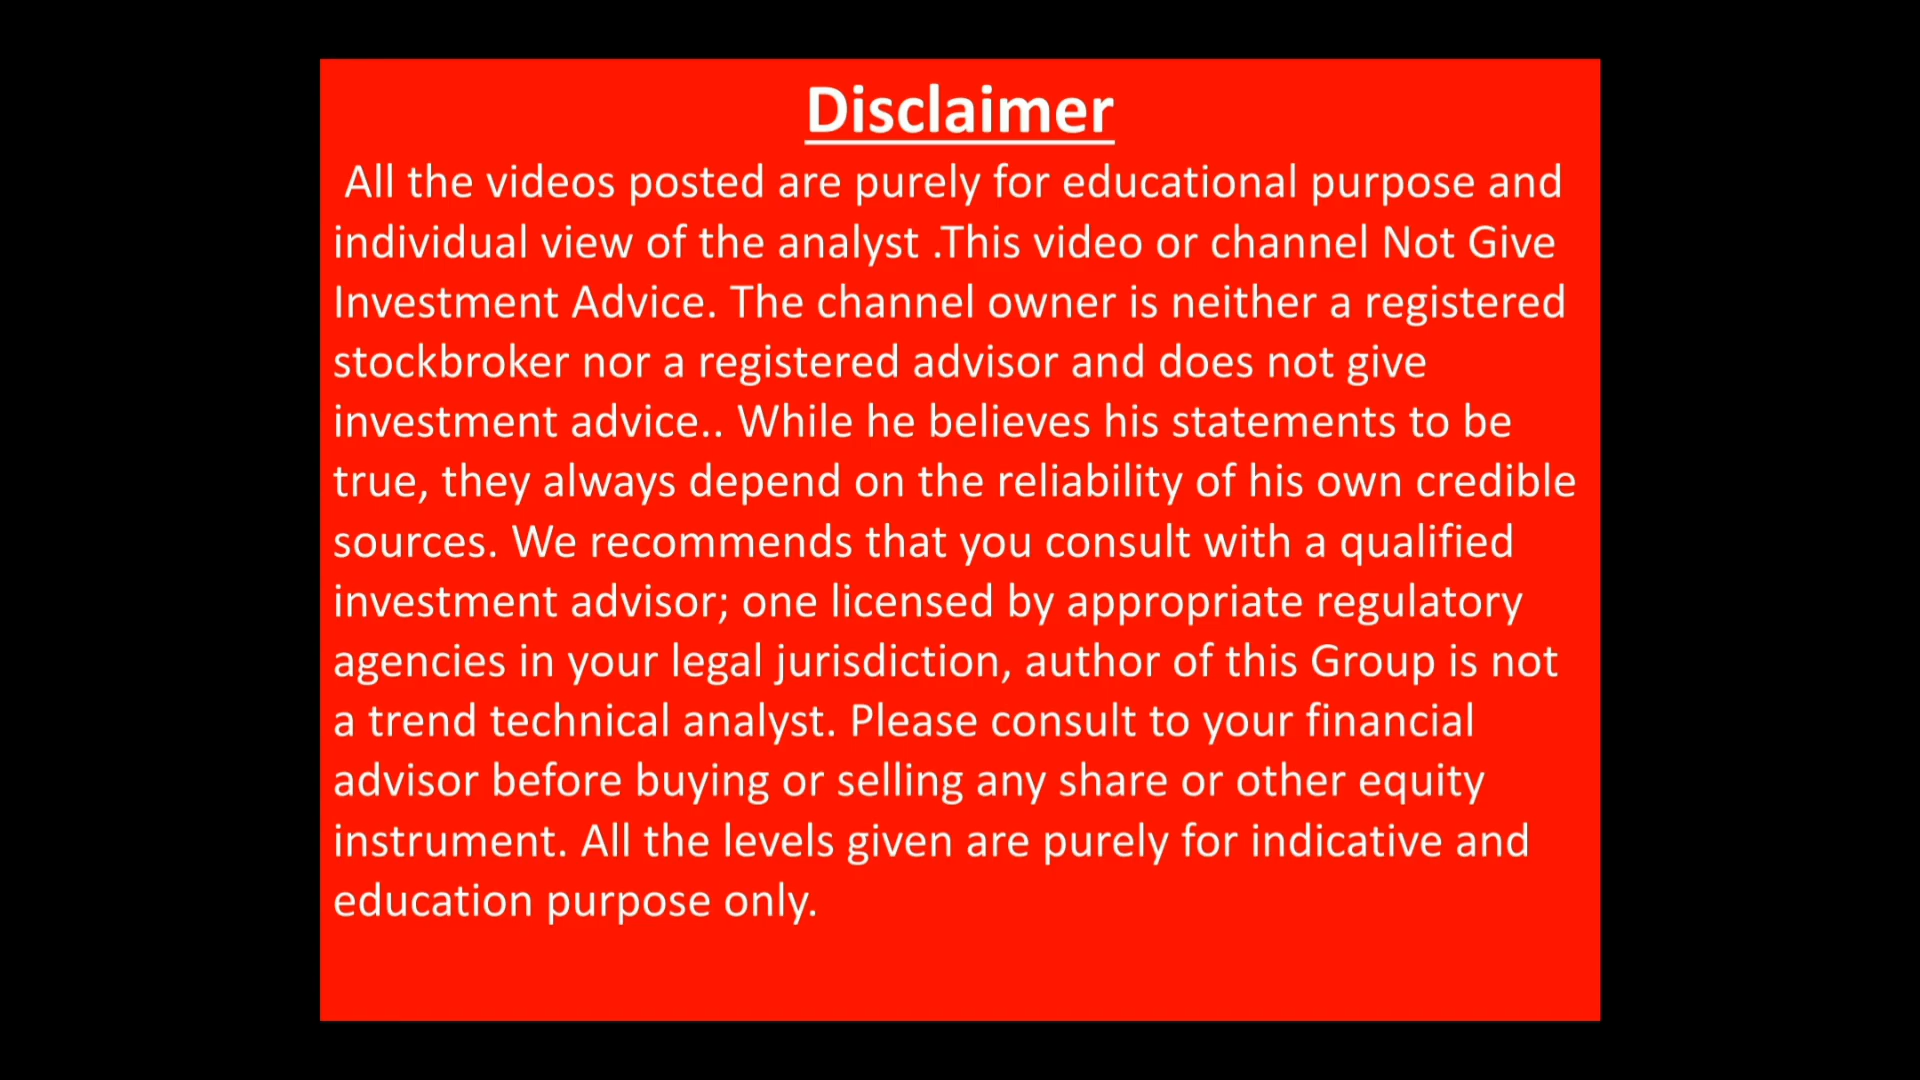 Disclaimer
All the videos posted are purely for educational purpose and
individual view of the analyst .This video or channel Not Give
Investment Advice. The channel owner is neither a registered
stockbroker nor a registered advisor and does not give
investment advice.. While he believes his statements to be
true, they always depend on the reliability of his own credible
sources. We recommends that you consult with a qualified
investment advisor; one licensed by appropriate regulatory
agencies in your legal jurisdiction, author of this Group is not
a trend technical analyst. Please consult to your financial
advisor before buying or selling any share or other equity
instrument. All the levels given are purely for indicative and
education purpose only.